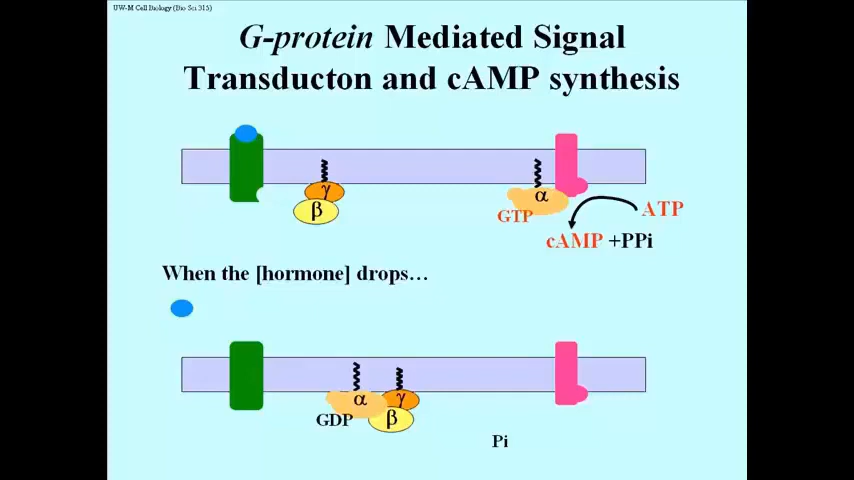 UW-M Cell Biology (Bio Sci 315)
G-protein Mediated Signal
Transducton and cAMP synthesis
γ
β
α
GTP
ATP
cAMP +PPi
When the [hormone] drops…
α
γ
β
GDP
Pi